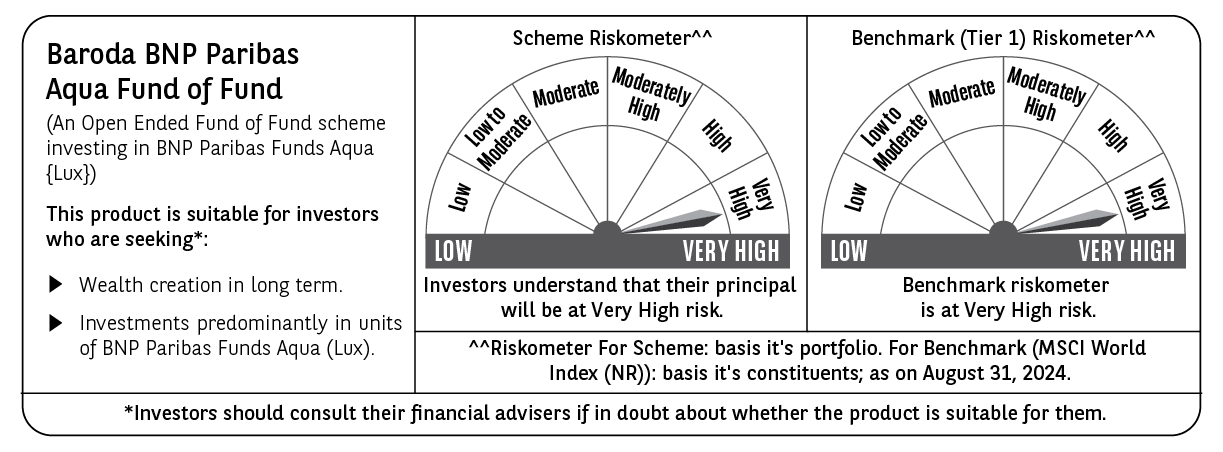 Baroda BNP Paribas
Aqua Fund of Fund
(An Open Ended Fund of Fund scheme
investing in BNP Paribas Funds Aqua
{Lux})
This product is suitable for investors
who are seeking*:
Wealth creation in long term.
Investments predominantly in units
of BNP Paribas Funds Aqua (Lux).
Scheme Riskometer^^
Low
Low to
Moderate
Moderate
Moderately
High
High
Very
High
LOW
VERY HIGH
Investors understand that their principal
will be at Very High risk.
Benchmark (Tier 1) Riskometer^^
Low
Low to
Moderate
Moderate
Moderately
High
High
Very
High
LOW
VERY HIGH
Benchmark riskometer
is at Very High risk.
^^Riskometer For Scheme: basis it's portfolio. For Benchmark (MSCI World
Index (NR)): basis it's constituents; as on August 31, 2024.
*Investors should consult their financial advisers if in doubt about whether the product is suitable for them.